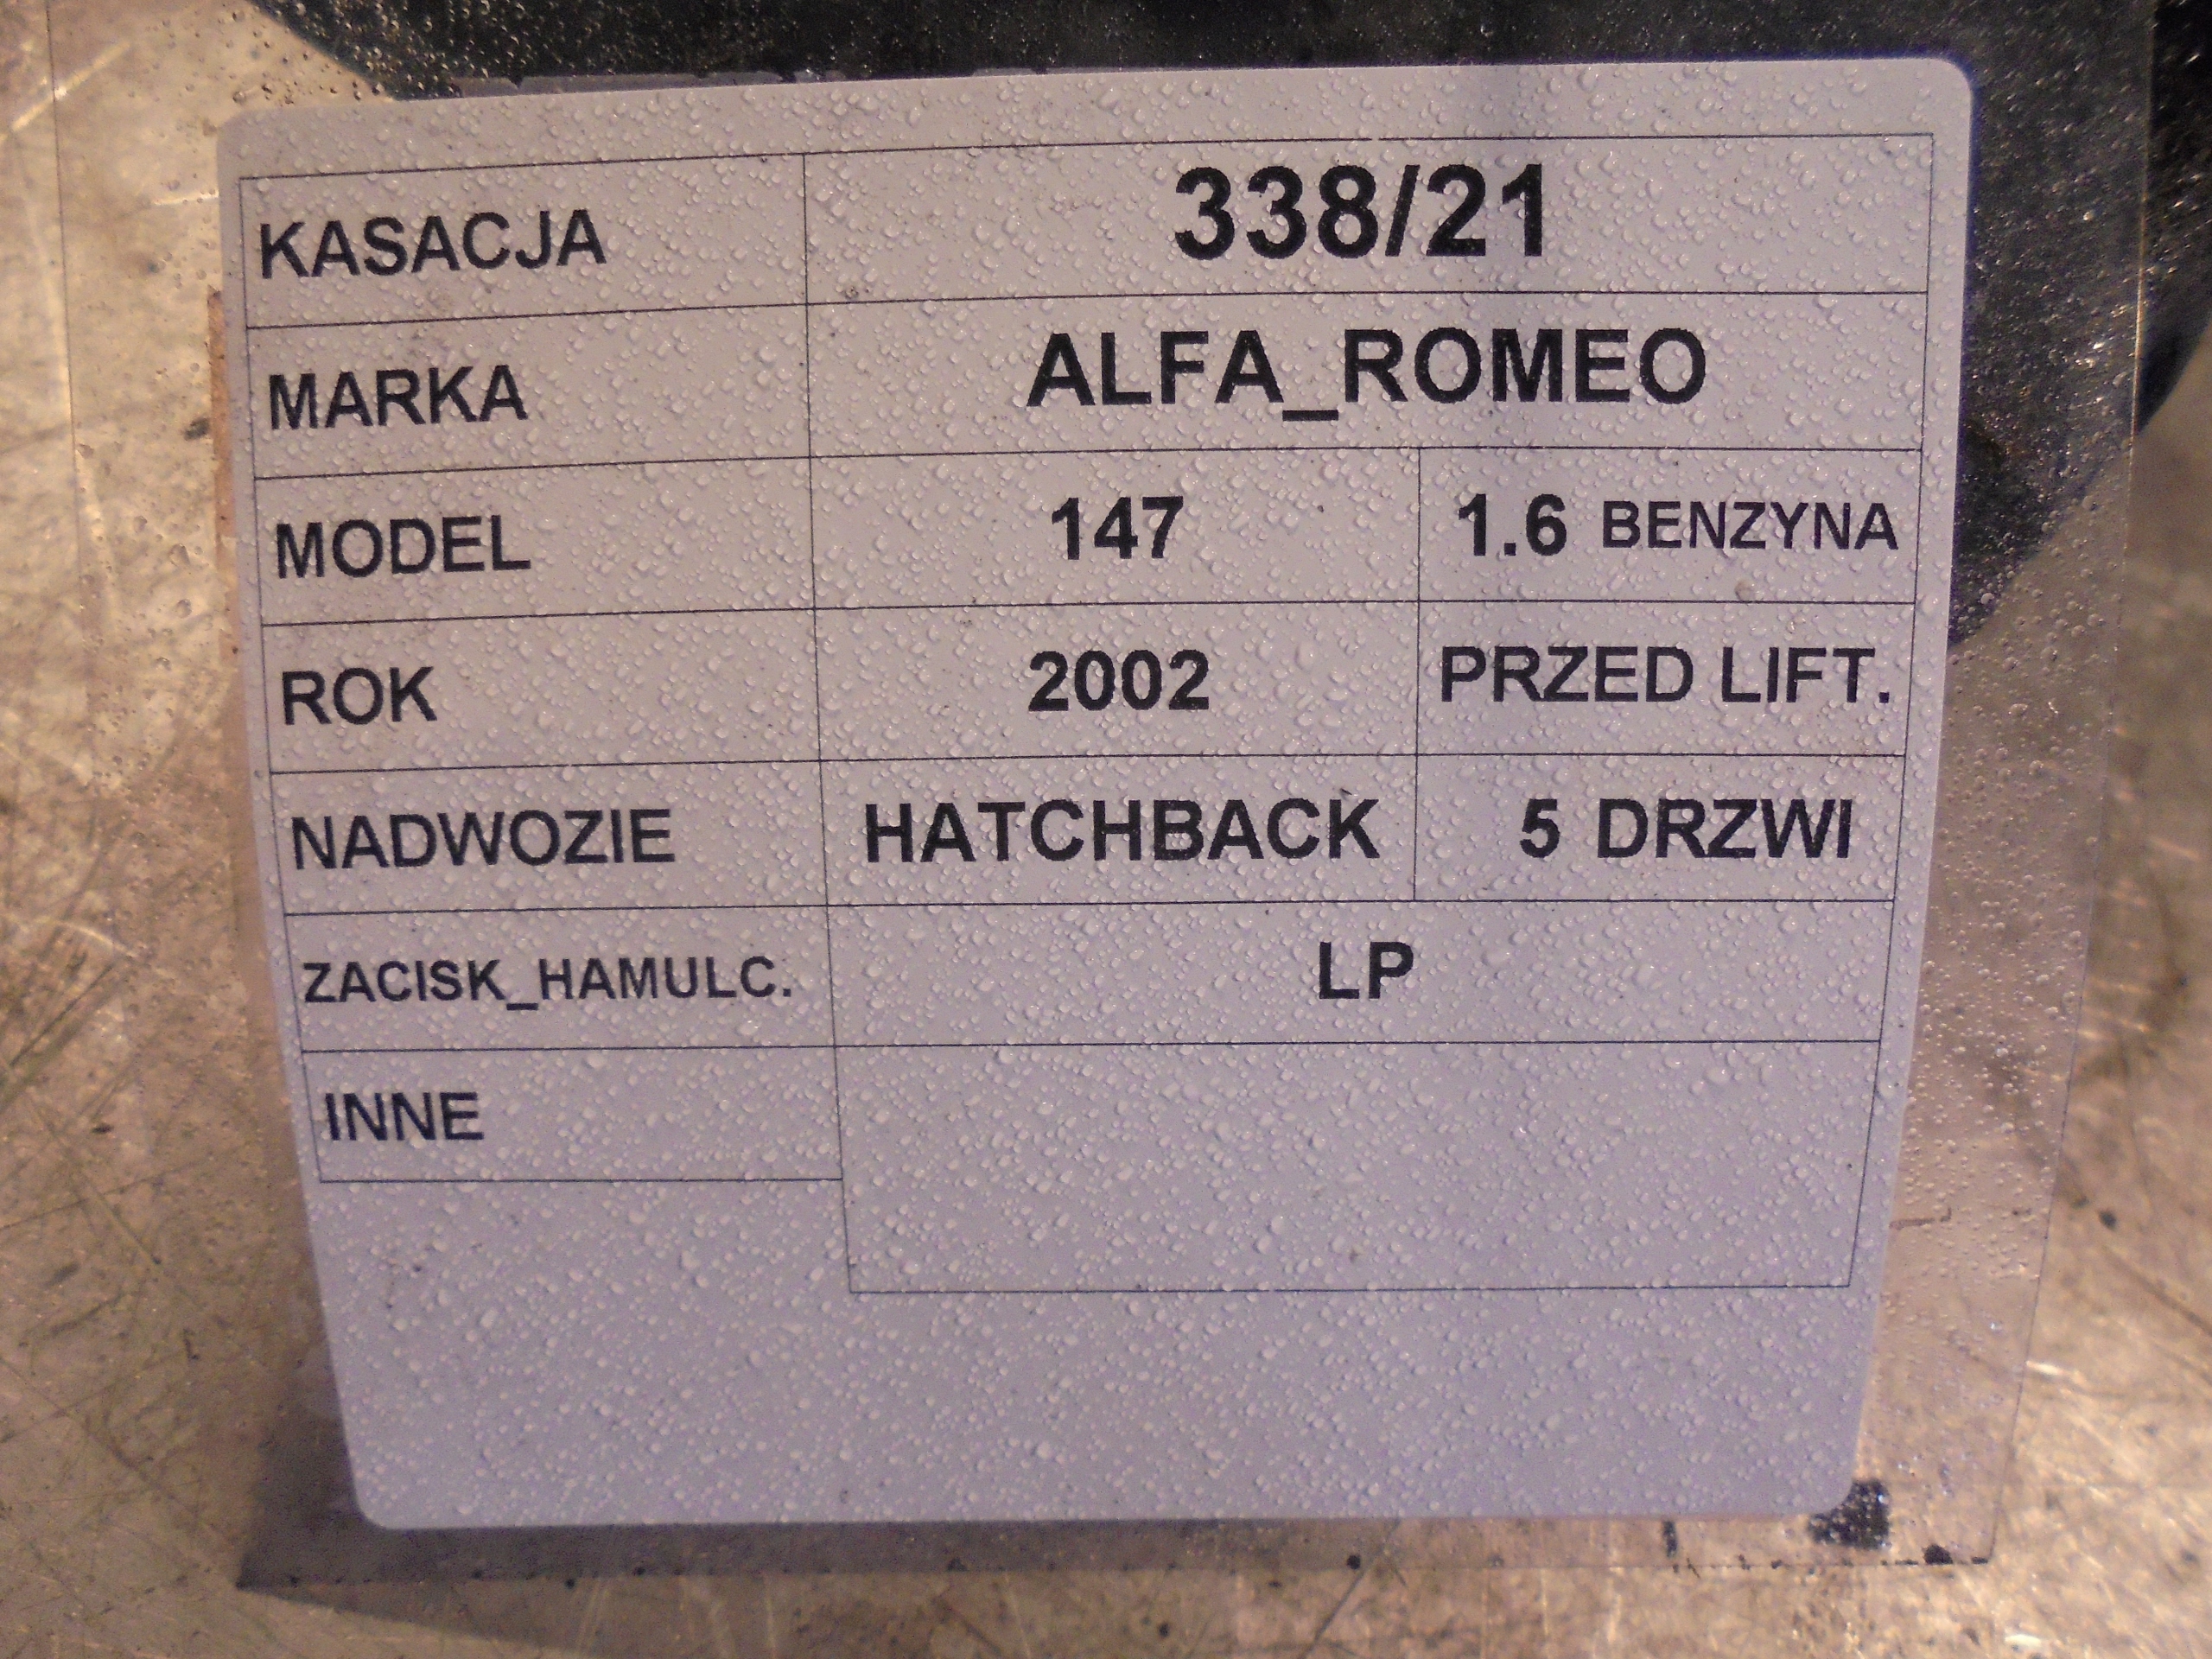 KASACJA 338/21
MARKA ALFA_ROMEO
MODEL 147 1.6 BENZYNA
ROK 2002 PRZED LIFT.
NADWOZIE HATCHBACK 5 DRZWI
ZACISK_HAMULC. LP
INNE